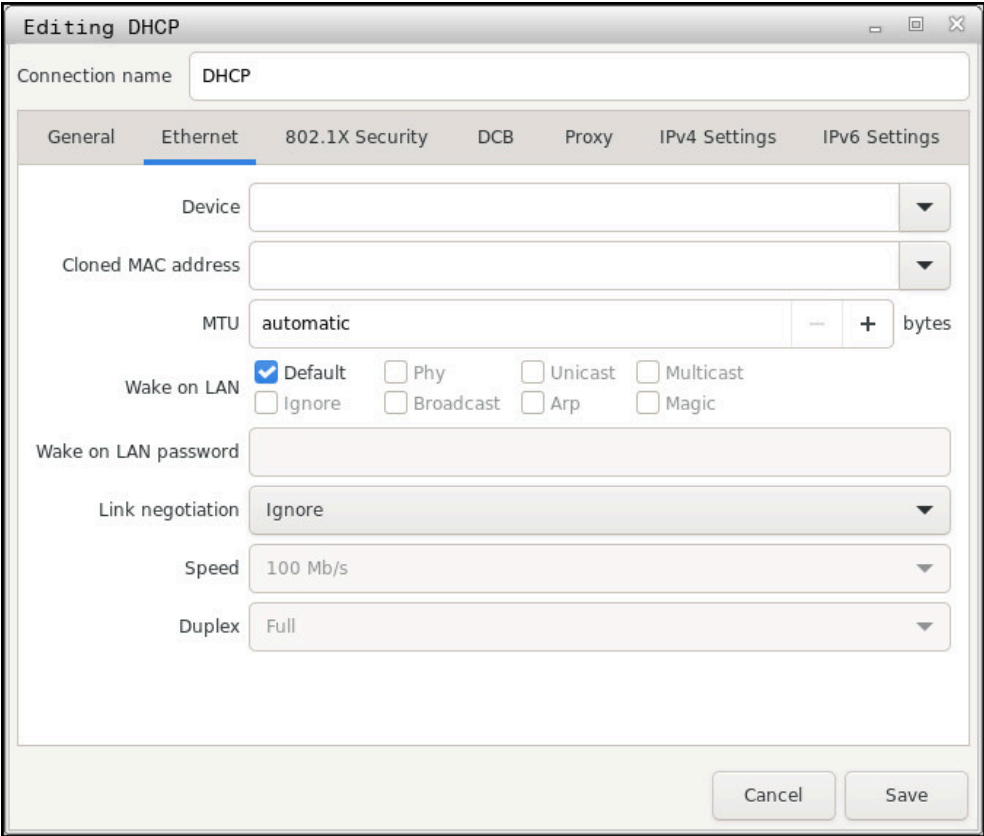 Editing DHCP
Connection name DHCP
General Ethernet 802.1X Security DCB Proxy IPv4 Settings IPv6 Settings
Device
Cloned MAC address
MTU automatic − + bytes
Wake on LAN
Default Phy Unicast Multicast
Ignore Broadcast Arp Magic
Wake on LAN password
Link negotiation Ignore
Speed 100 Mb/s
Duplex Full
Cancel Save